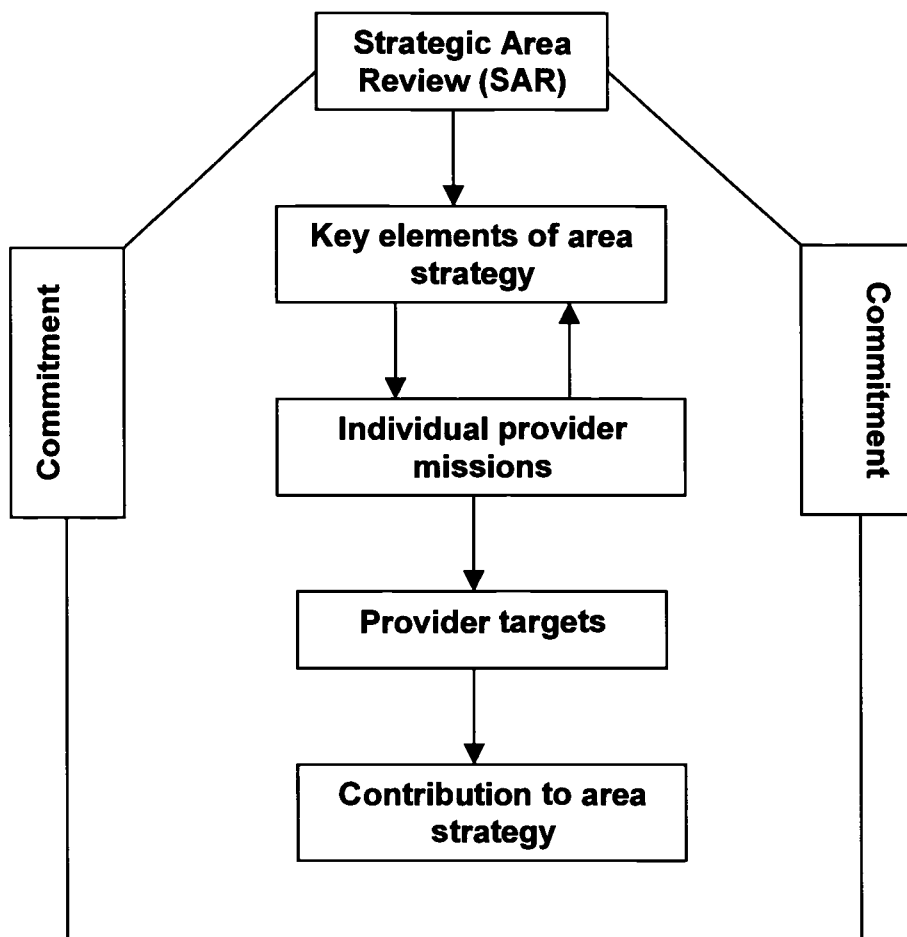 Strategic Area
Review (SAR)
Key elements of area
strategy
Commitment
Commitment
Individual provider
missions
Provider targets
Contribution to area
strategy